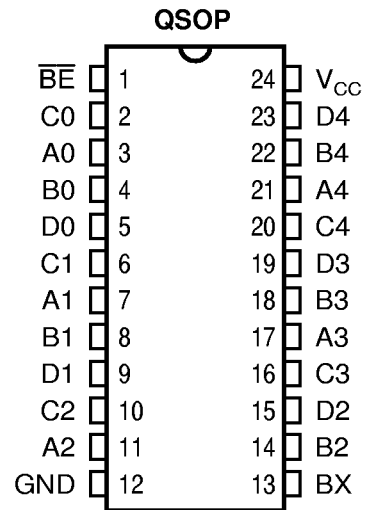 QSOP
B̅E̅ 1 24 VCC
C0 2 23 D4
A0 3 22 B4
B0 4 21 A4
D0 5 20 C4
C1 6 19 D3
A1 7 18 B3
B1 8 17 A3
D1 9 16 C3
C2 10 15 D2
A2 11 14 B2
GND 12 13 BX